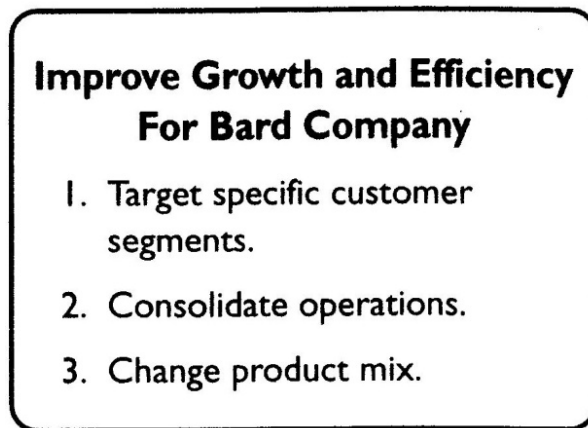 Improve Growth and Efficiency
For Bard Company
1. Target specific customer
segments.
2. Consolidate operations.
3. Change product mix.